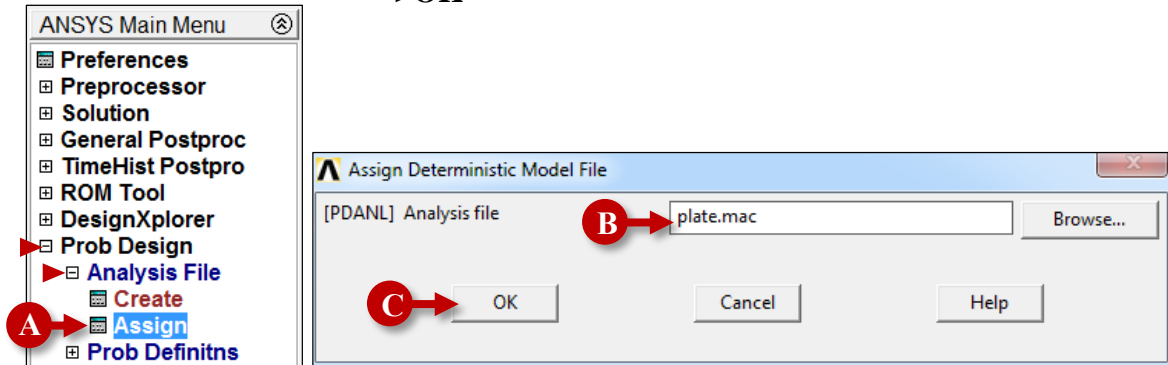 OK
ANSYS Main Menu
Preferences
Preprocessor
Solution
General Postproc
TimeHist Postpro
ROM Tool
DesignXplorer
Prob Design
Analysis File
Create
A Assign
Prob Definitns
Assign Deterministic Model File
[PDANL] Analysis file B plate.mac Browse...
C OK Cancel Help